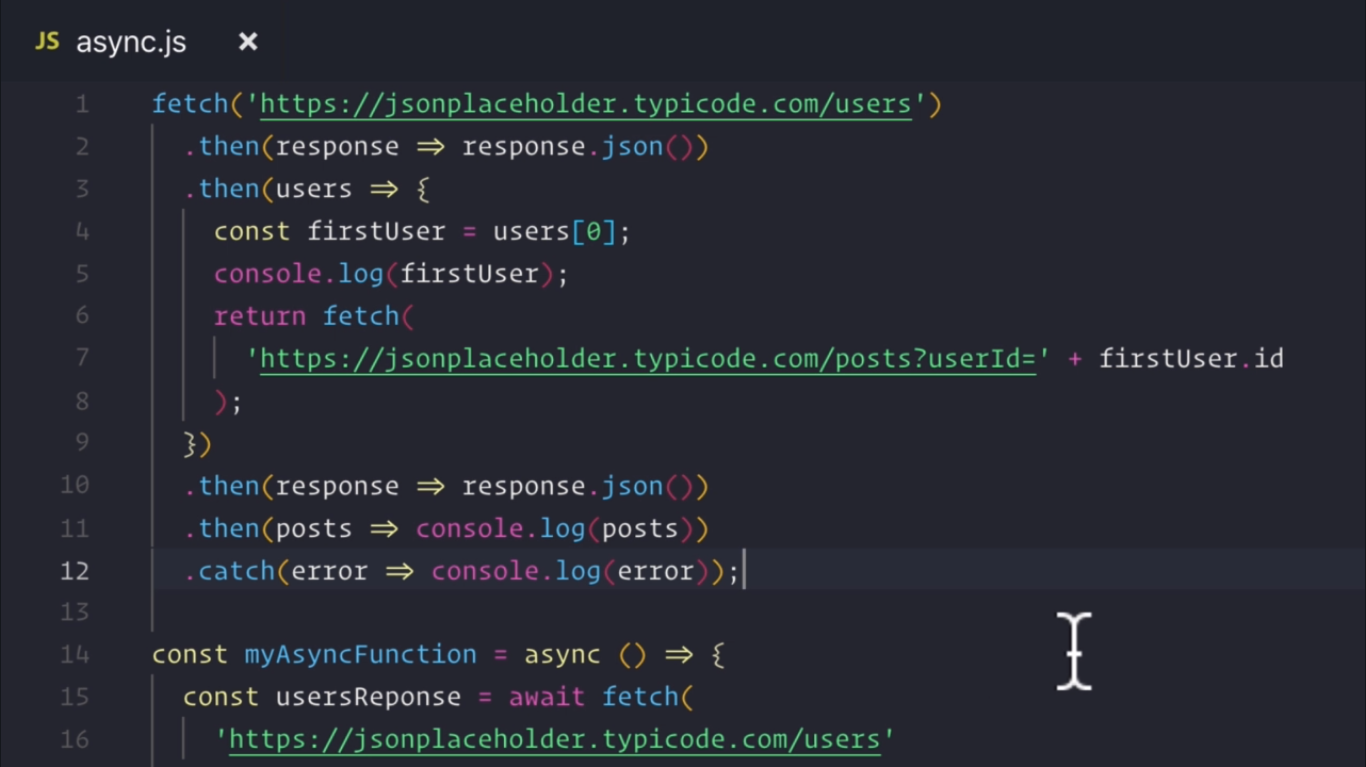 JS async.js ×
1 fetch('https://jsonplaceholder.typicode.com/users')
2 .then(response => response.json())
3 .then(users => {
4 const firstUser = users[0];
5 console.log(firstUser);
6 return fetch(
7 'https://jsonplaceholder.typicode.com/posts?userId=' + firstUser.id
8 );
9 })
10 .then(response => response.json())
11 .then(posts => console.log(posts))
12 .catch(error => console.log(error));
13
14 const myAsyncFunction = async () => {
15 const usersReponse = await fetch(
16 'https://jsonplaceholder.typicode.com/users'